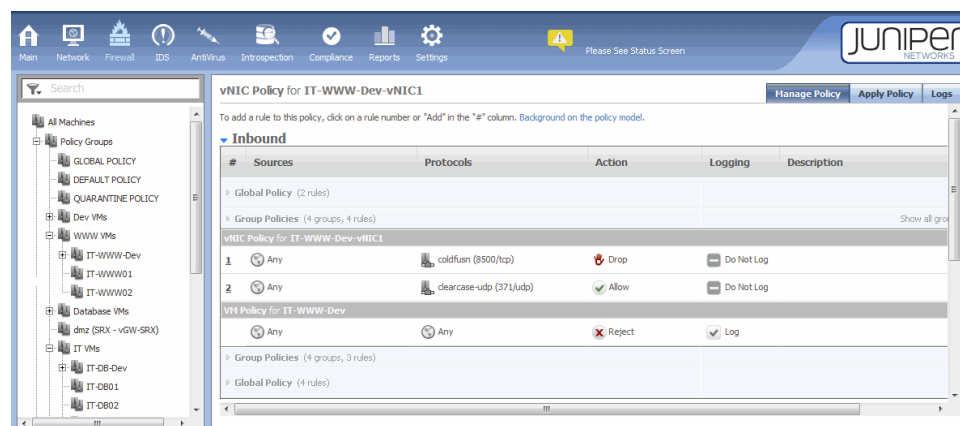 Main Network Firewall IDS AntiVirus Introspection Compliance Reports Settings
Please See Status Screen
JUNIPER
NETWORKS
Search
All Machines
Policy Groups
GLOBAL POLICY
DEFAULT POLICY
QUARANTINE POLICY
Dev VMs
WWW VMs
IT-WWW-Dev
IT-WWW01
IT-WWW02
Database VMs
dmz (SRX - vGW-SRX)
IT VMs
IT-DB-Dev
IT-DB01
IT-DB02
vNIC Policy for IT-WWW-Dev-vNIC1
Manage Policy Apply Policy Logs
To add a rule to this policy, click on a rule number or "Add" in the "#" column. Background on the policy model.
Inbound
# Sources Protocols Action Logging Description
Global Policy (2 rules)
Group Policies (4 groups, 4 rules) Show all gro
vNIC Policy for IT-WWW-Dev-vNIC1
1 Any coldfusn (8500/tcp) Drop Do Not Log
2 Any clearcase-udp (371/udp) Allow Do Not Log
VM Policy for IT-WWW-Dev
Any Any Reject Log
Group Policies (4 groups, 3 rules)
Global Policy (4 rules)